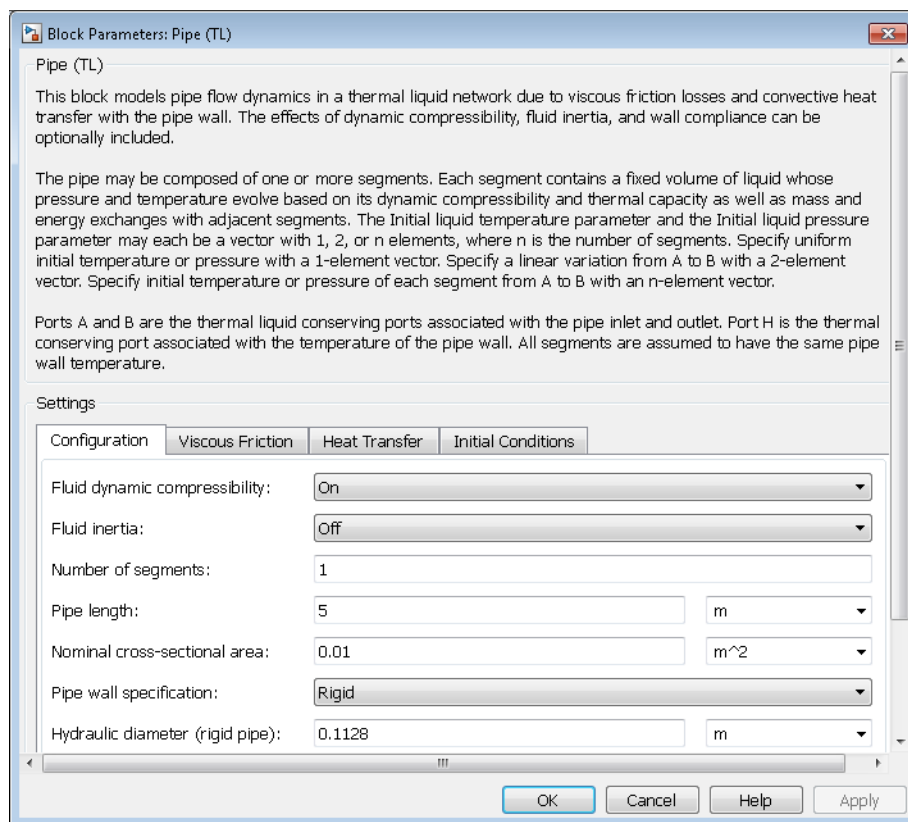 Block Parameters: Pipe (TL)
Pipe (TL)
This block models pipe flow dynamics in a thermal liquid network due to viscous friction losses and convective heat
transfer with the pipe wall. The effects of dynamic compressibility, fluid inertia, and wall compliance can be
optionally included.
The pipe may be composed of one or more segments. Each segment contains a fixed volume of liquid whose
pressure and temperature evolve based on its dynamic compressibility and thermal capacity as well as mass and
energy exchanges with adjacent segments. The Initial liquid temperature parameter and the Initial liquid pressure
parameter may each be a vector with 1, 2, or n elements, where n is the number of segments. Specify uniform
initial temperature or pressure with a 1-element vector. Specify a linear variation from A to B with a 2-element
vector. Specify initial temperature or pressure of each segment from A to B with an n-element vector.
Ports A and B are the thermal liquid conserving ports associated with the pipe inlet and outlet. Port H is the thermal
conserving port associated with the temperature of the pipe wall. All segments are assumed to have the same pipe
wall temperature.
Settings
Configuration Viscous Friction Heat Transfer Initial Conditions
Fluid dynamic compressibility: On
Fluid inertia: Off
Number of segments: 1
Pipe length: 5 m
Nominal cross-sectional area: 0.01 m^2
Pipe wall specification: Rigid
Hydraulic diameter (rigid pipe): 0.1128 m
OK Cancel Help Apply